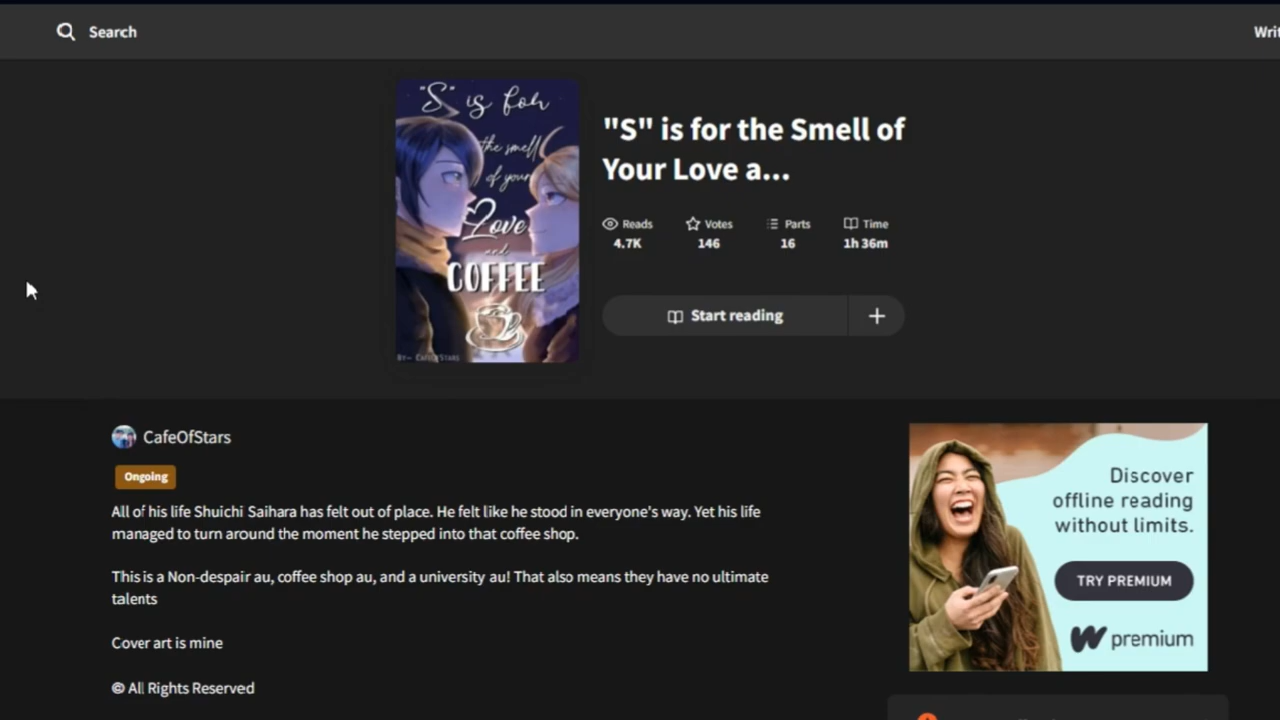 Search
Writ
"S" is for
the smell
of your
Love
and
COFFEE
BY- CafeOfStars
"S" is for the Smell of
Your Love a...
Reads
Votes
Parts
Time
4.7K
146
16
1h 36m
Start reading
CafeOfStars
Ongoing
All of his life Shuichi Saihara has felt out of place. He felt like he stood in everyone's way. Yet his life
managed to turn around the moment he stepped into that coffee shop.
This is a Non-despair au, coffee shop au, and a university au! That also means they have no ultimate
talents
Cover art is mine
© All Rights Reserved
Discover
offline reading
without limits.
TRY PREMIUM
premium